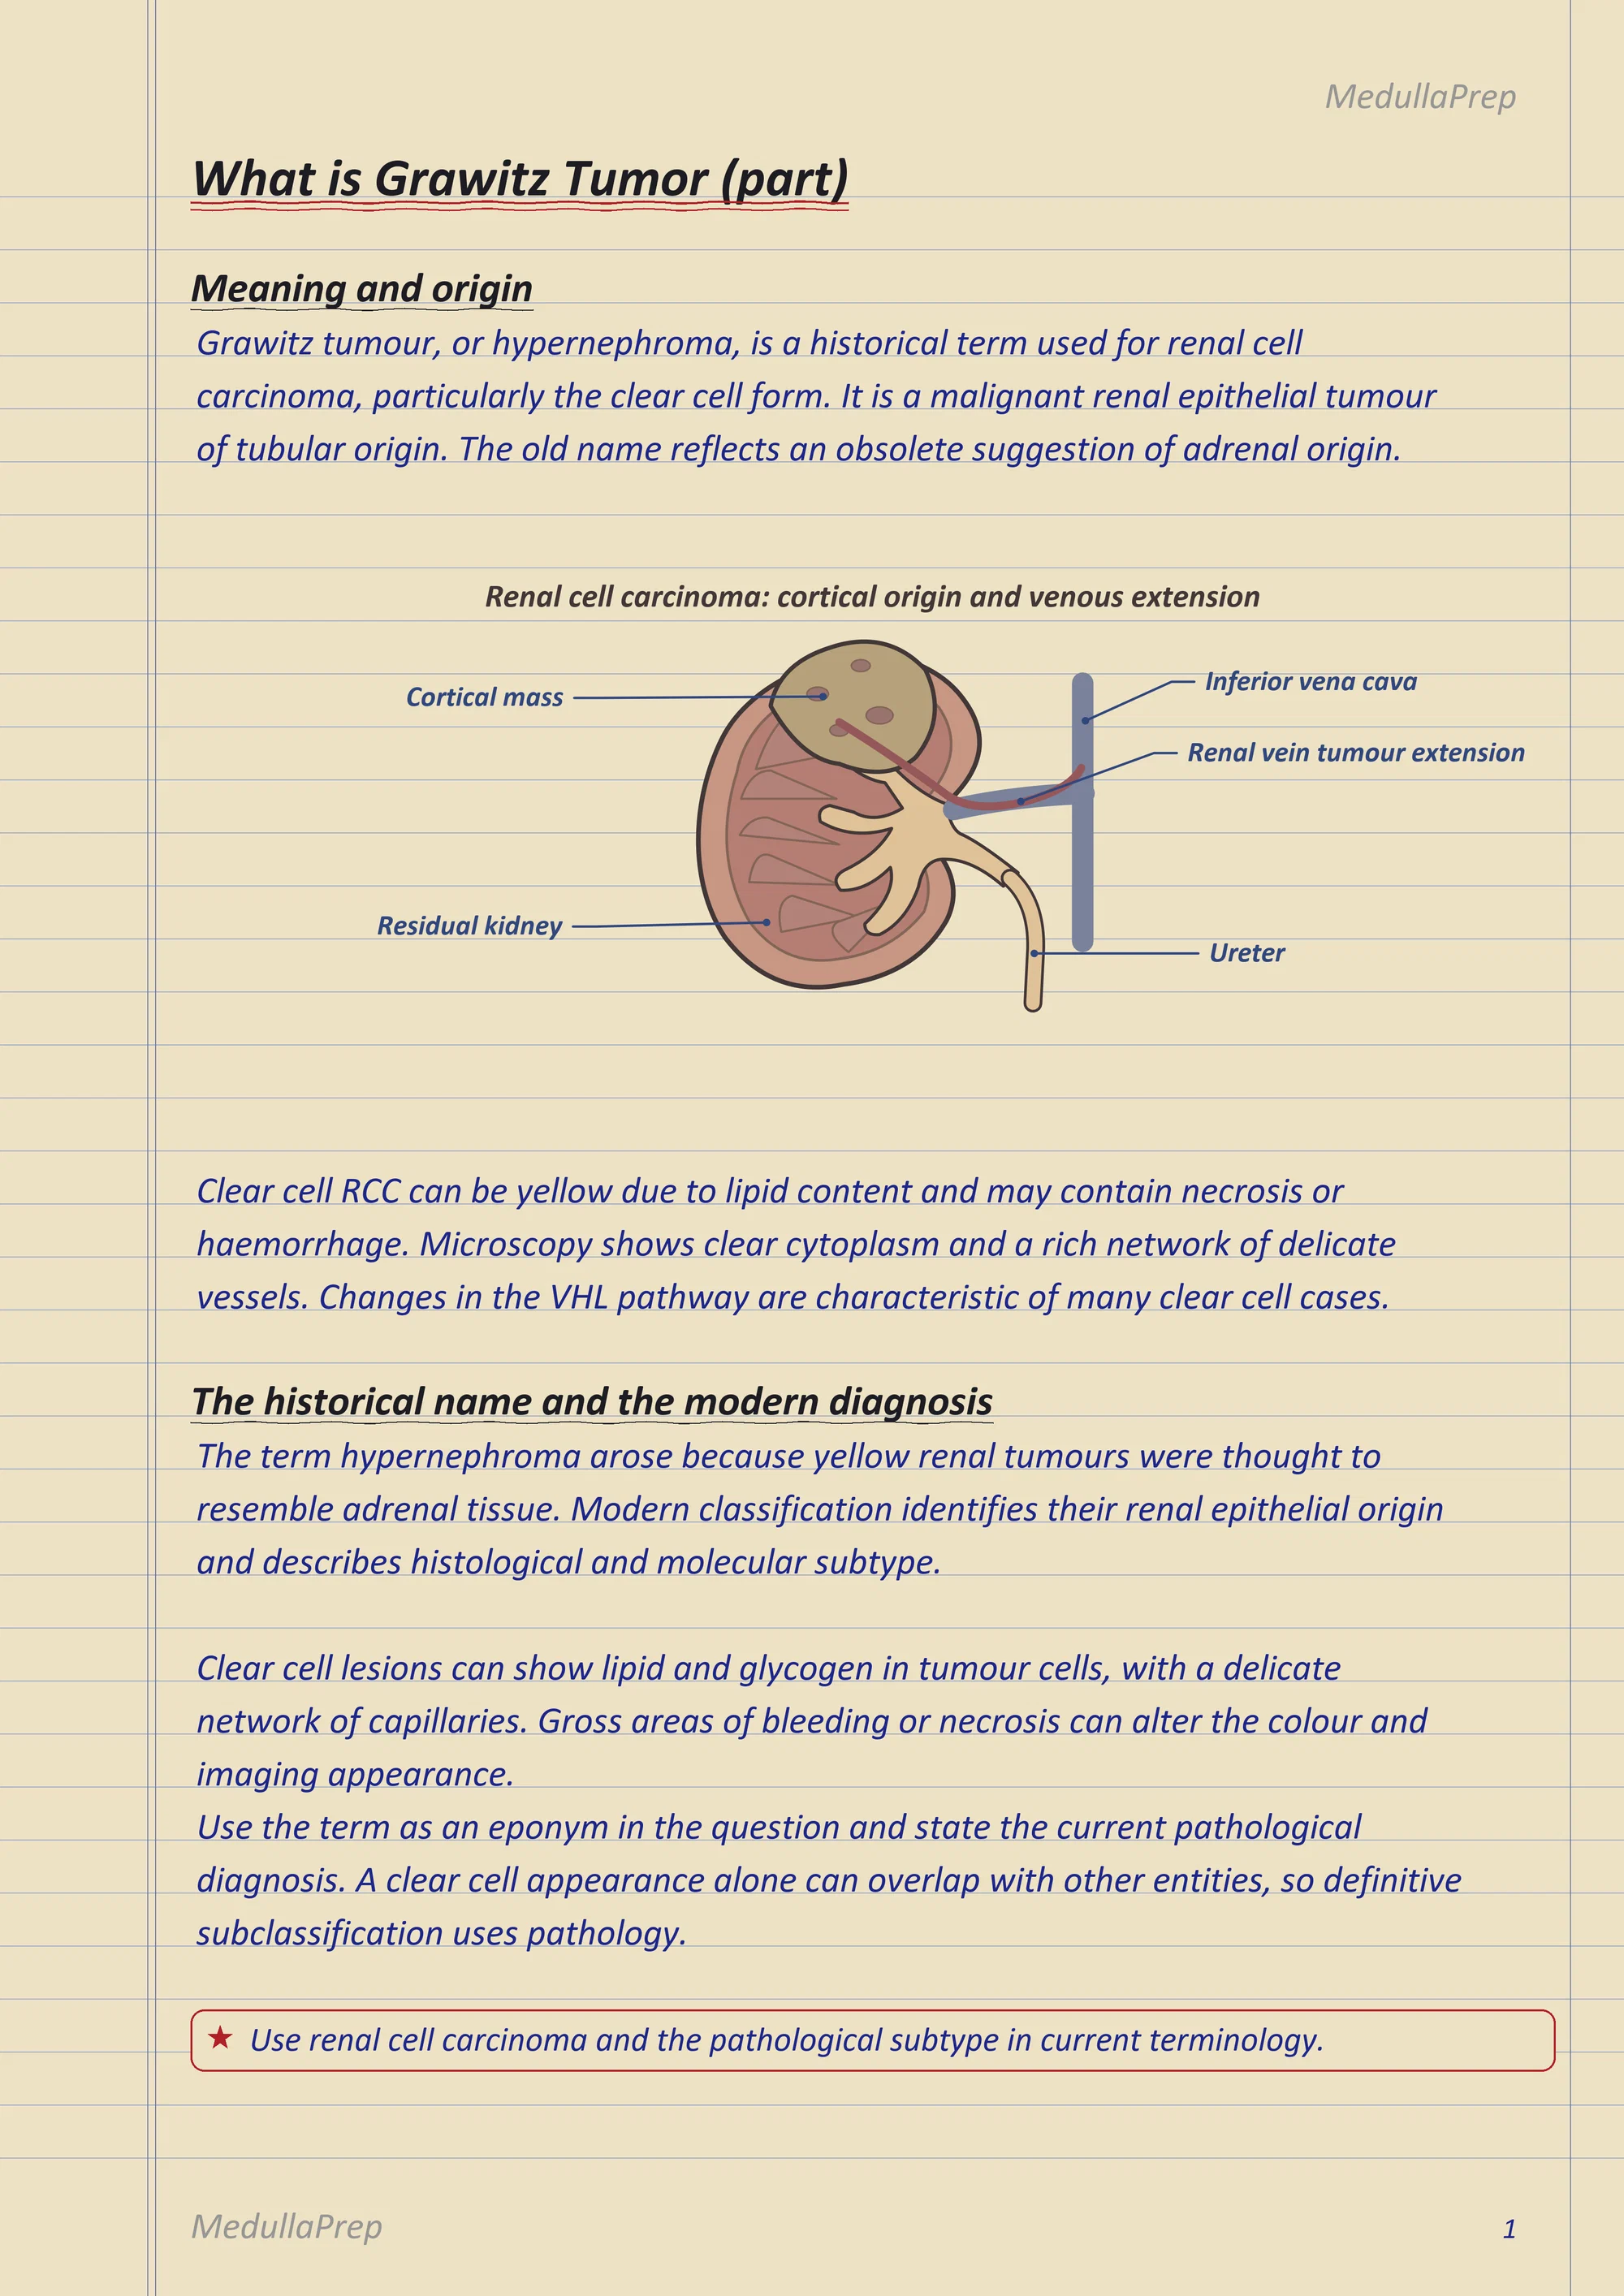 MedullaPrep
What is Grawitz Tumor (part)
Meaning and origin
Grawitz tumour, or hypernephroma, is a historical term used for renal cell
carcinoma, particularly the clear cell form. It is a malignant renal epithelial tumour
of tubular origin. The old name reflects an obsolete suggestion of adrenal origin.
Renal cell carcinoma: cortical origin and venous extension
Cortical mass
Inferior vena cava
Renal vein tumour extension
Residual kidney
Ureter
Clear cell RCC can be yellow due to lipid content and may contain necrosis or
haemorrhage. Microscopy shows clear cytoplasm and a rich network of delicate
vessels. Changes in the VHL pathway are characteristic of many clear cell cases.
The historical name and the modern diagnosis
The term hypernephroma arose because yellow renal tumours were thought to
resemble adrenal tissue. Modern classification identifies their renal epithelial origin
and describes histological and molecular subtype.
Clear cell lesions can show lipid and glycogen in tumour cells, with a delicate
network of capillaries. Gross areas of bleeding or necrosis can alter the colour and
imaging appearance.
Use the term as an eponym in the question and state the current pathological
diagnosis. A clear cell appearance alone can overlap with other entities, so definitive
subclassification uses pathology.
★ Use renal cell carcinoma and the pathological subtype in current terminology.
MedullaPrep
1